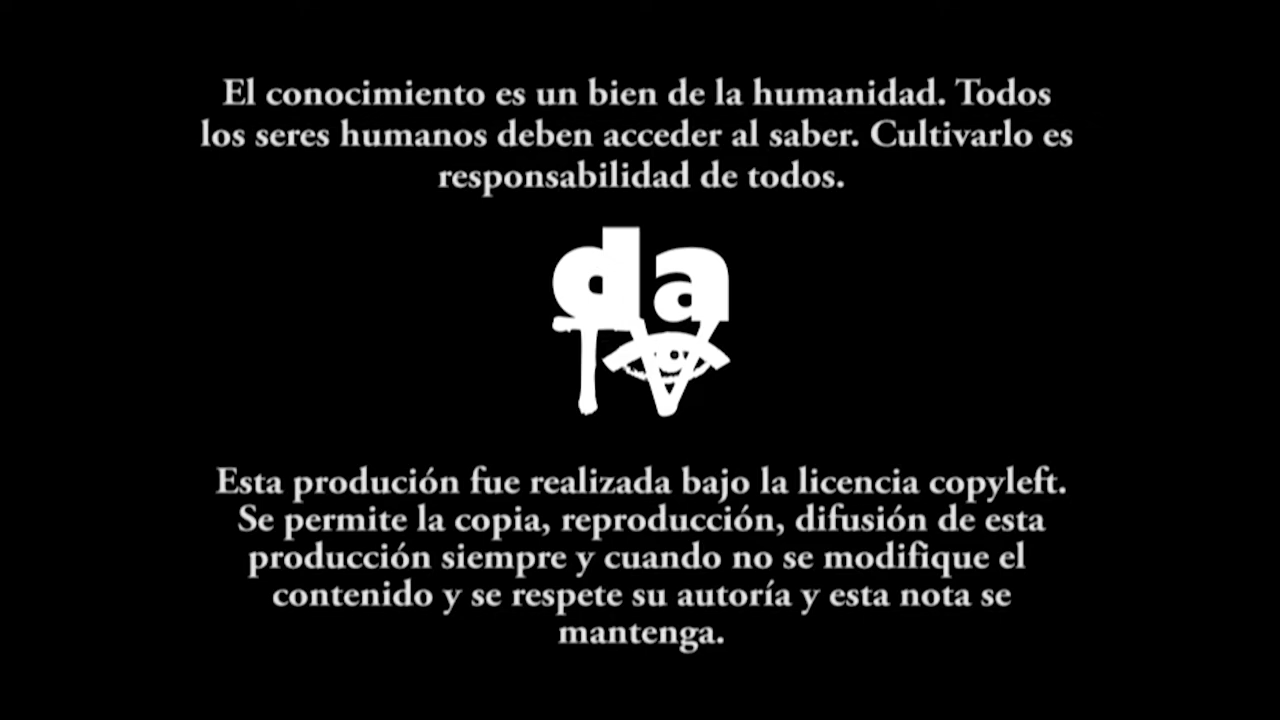 El conocimiento es un bien de la humanidad. Todos
los seres humanos deben acceder al saber. Cultivarlo es
responsabilidad de todos.
da
TV
Esta produción fue realizada bajo la licencia copyleft.
Se permite la copia, reproducción, difusión de esta
producción siempre y cuando no se modifique el
contenido y se respete su autoría y esta nota se
mantenga.